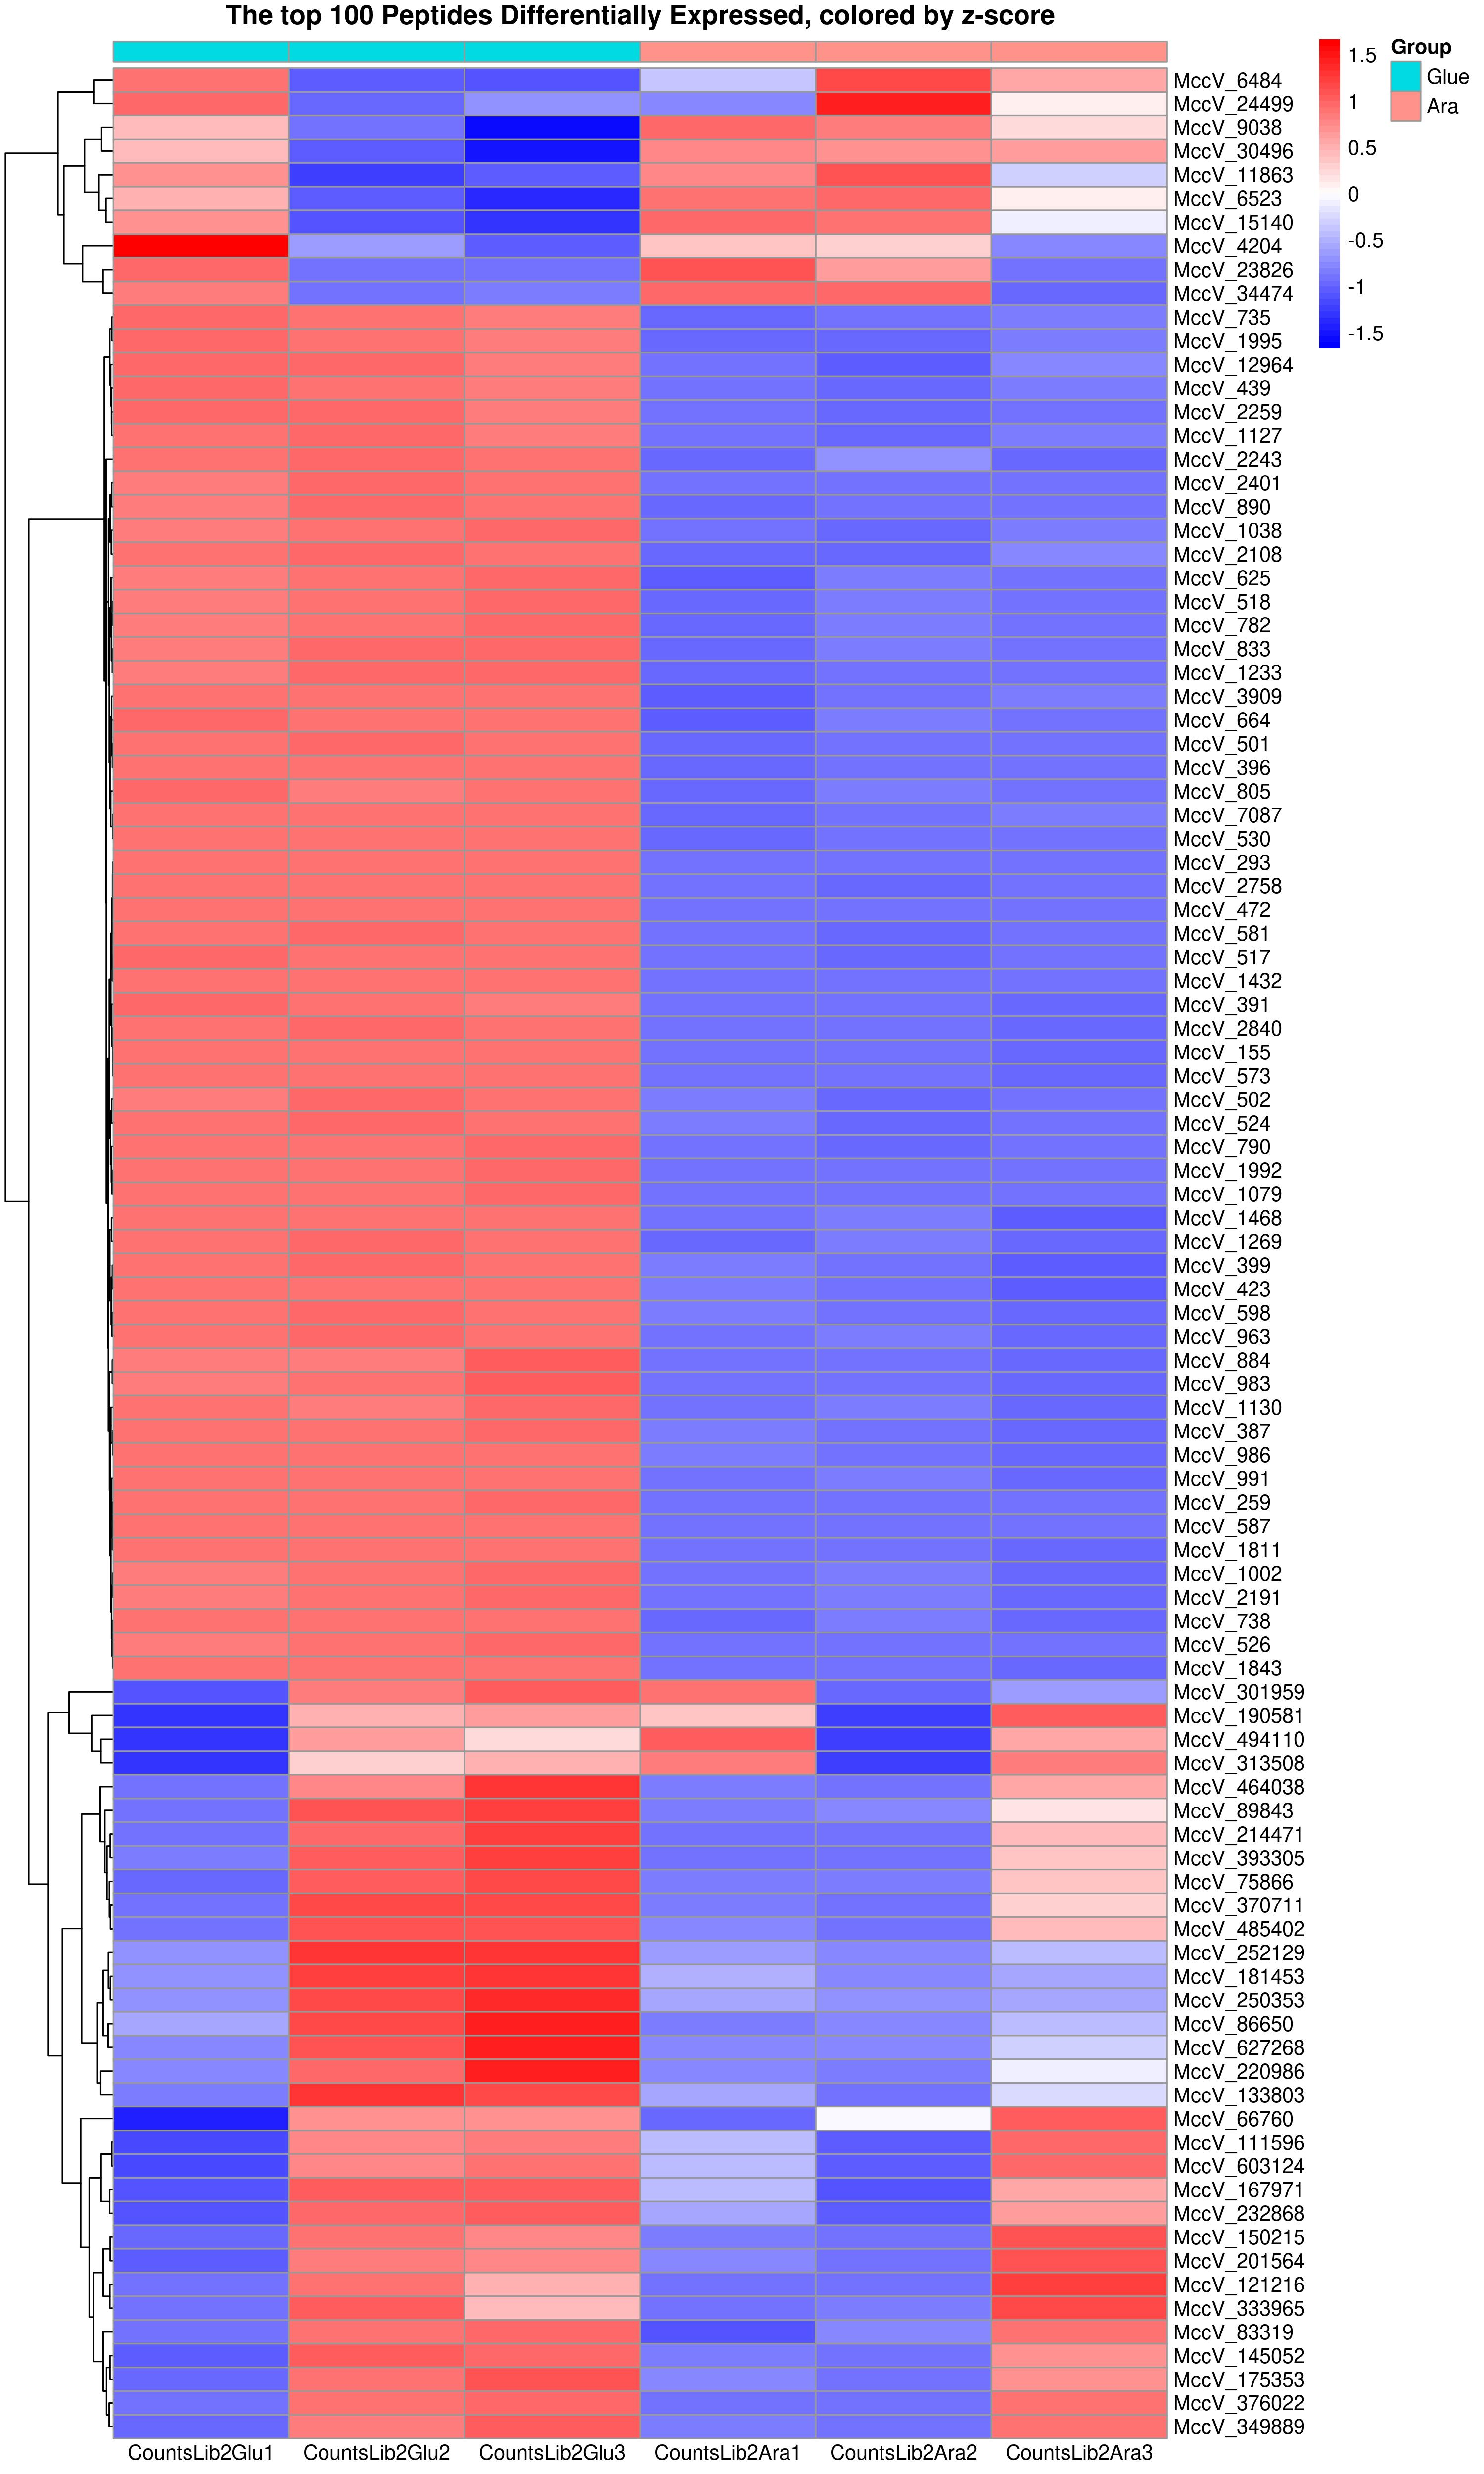 The top 100 Peptides Differentially Expressed, colored by z-score
1.5
1
0.5
0
-0.5
-1
-1.5
Group
Glue
Ara
MccV_6484
MccV_24499
MccV_9038
MccV_30496
MccV_11863
MccV_6523
MccV_15140
MccV_4204
MccV_23826
MccV_34474
MccV_735
MccV_1995
MccV_12964
MccV_439
MccV_2259
MccV_1127
MccV_2243
MccV_2401
MccV_890
MccV_1038
MccV_2108
MccV_625
MccV_518
MccV_782
MccV_833
MccV_1233
MccV_3909
MccV_664
MccV_501
MccV_396
MccV_805
MccV_7087
MccV_530
MccV_293
MccV_2758
MccV_472
MccV_581
MccV_517
MccV_1432
MccV_391
MccV_2840
MccV_155
MccV_573
MccV_502
MccV_524
MccV_790
MccV_1992
MccV_1079
MccV_1468
MccV_1269
MccV_399
MccV_423
MccV_598
MccV_963
MccV_884
MccV_983
MccV_1130
MccV_387
MccV_986
MccV_991
MccV_259
MccV_587
MccV_1811
MccV_1002
MccV_2191
MccV_738
MccV_526
MccV_1843
MccV_301959
MccV_190581
MccV_494110
MccV_313508
MccV_464038
MccV_89843
MccV_214471
MccV_393305
MccV_75866
MccV_370711
MccV_485402
MccV_252129
MccV_181453
MccV_250353
MccV_86650
MccV_627268
MccV_220986
MccV_133803
MccV_66760
MccV_111596
MccV_603124
MccV_167971
MccV_232868
MccV_150215
MccV_201564
MccV_121216
MccV_333965
MccV_83319
MccV_145052
MccV_175353
MccV_376022
MccV_349889
CountsLib2Glu1 CountsLib2Glu2 CountsLib2Glu3 CountsLib2Ara1 CountsLib2Ara2 CountsLib2Ara3